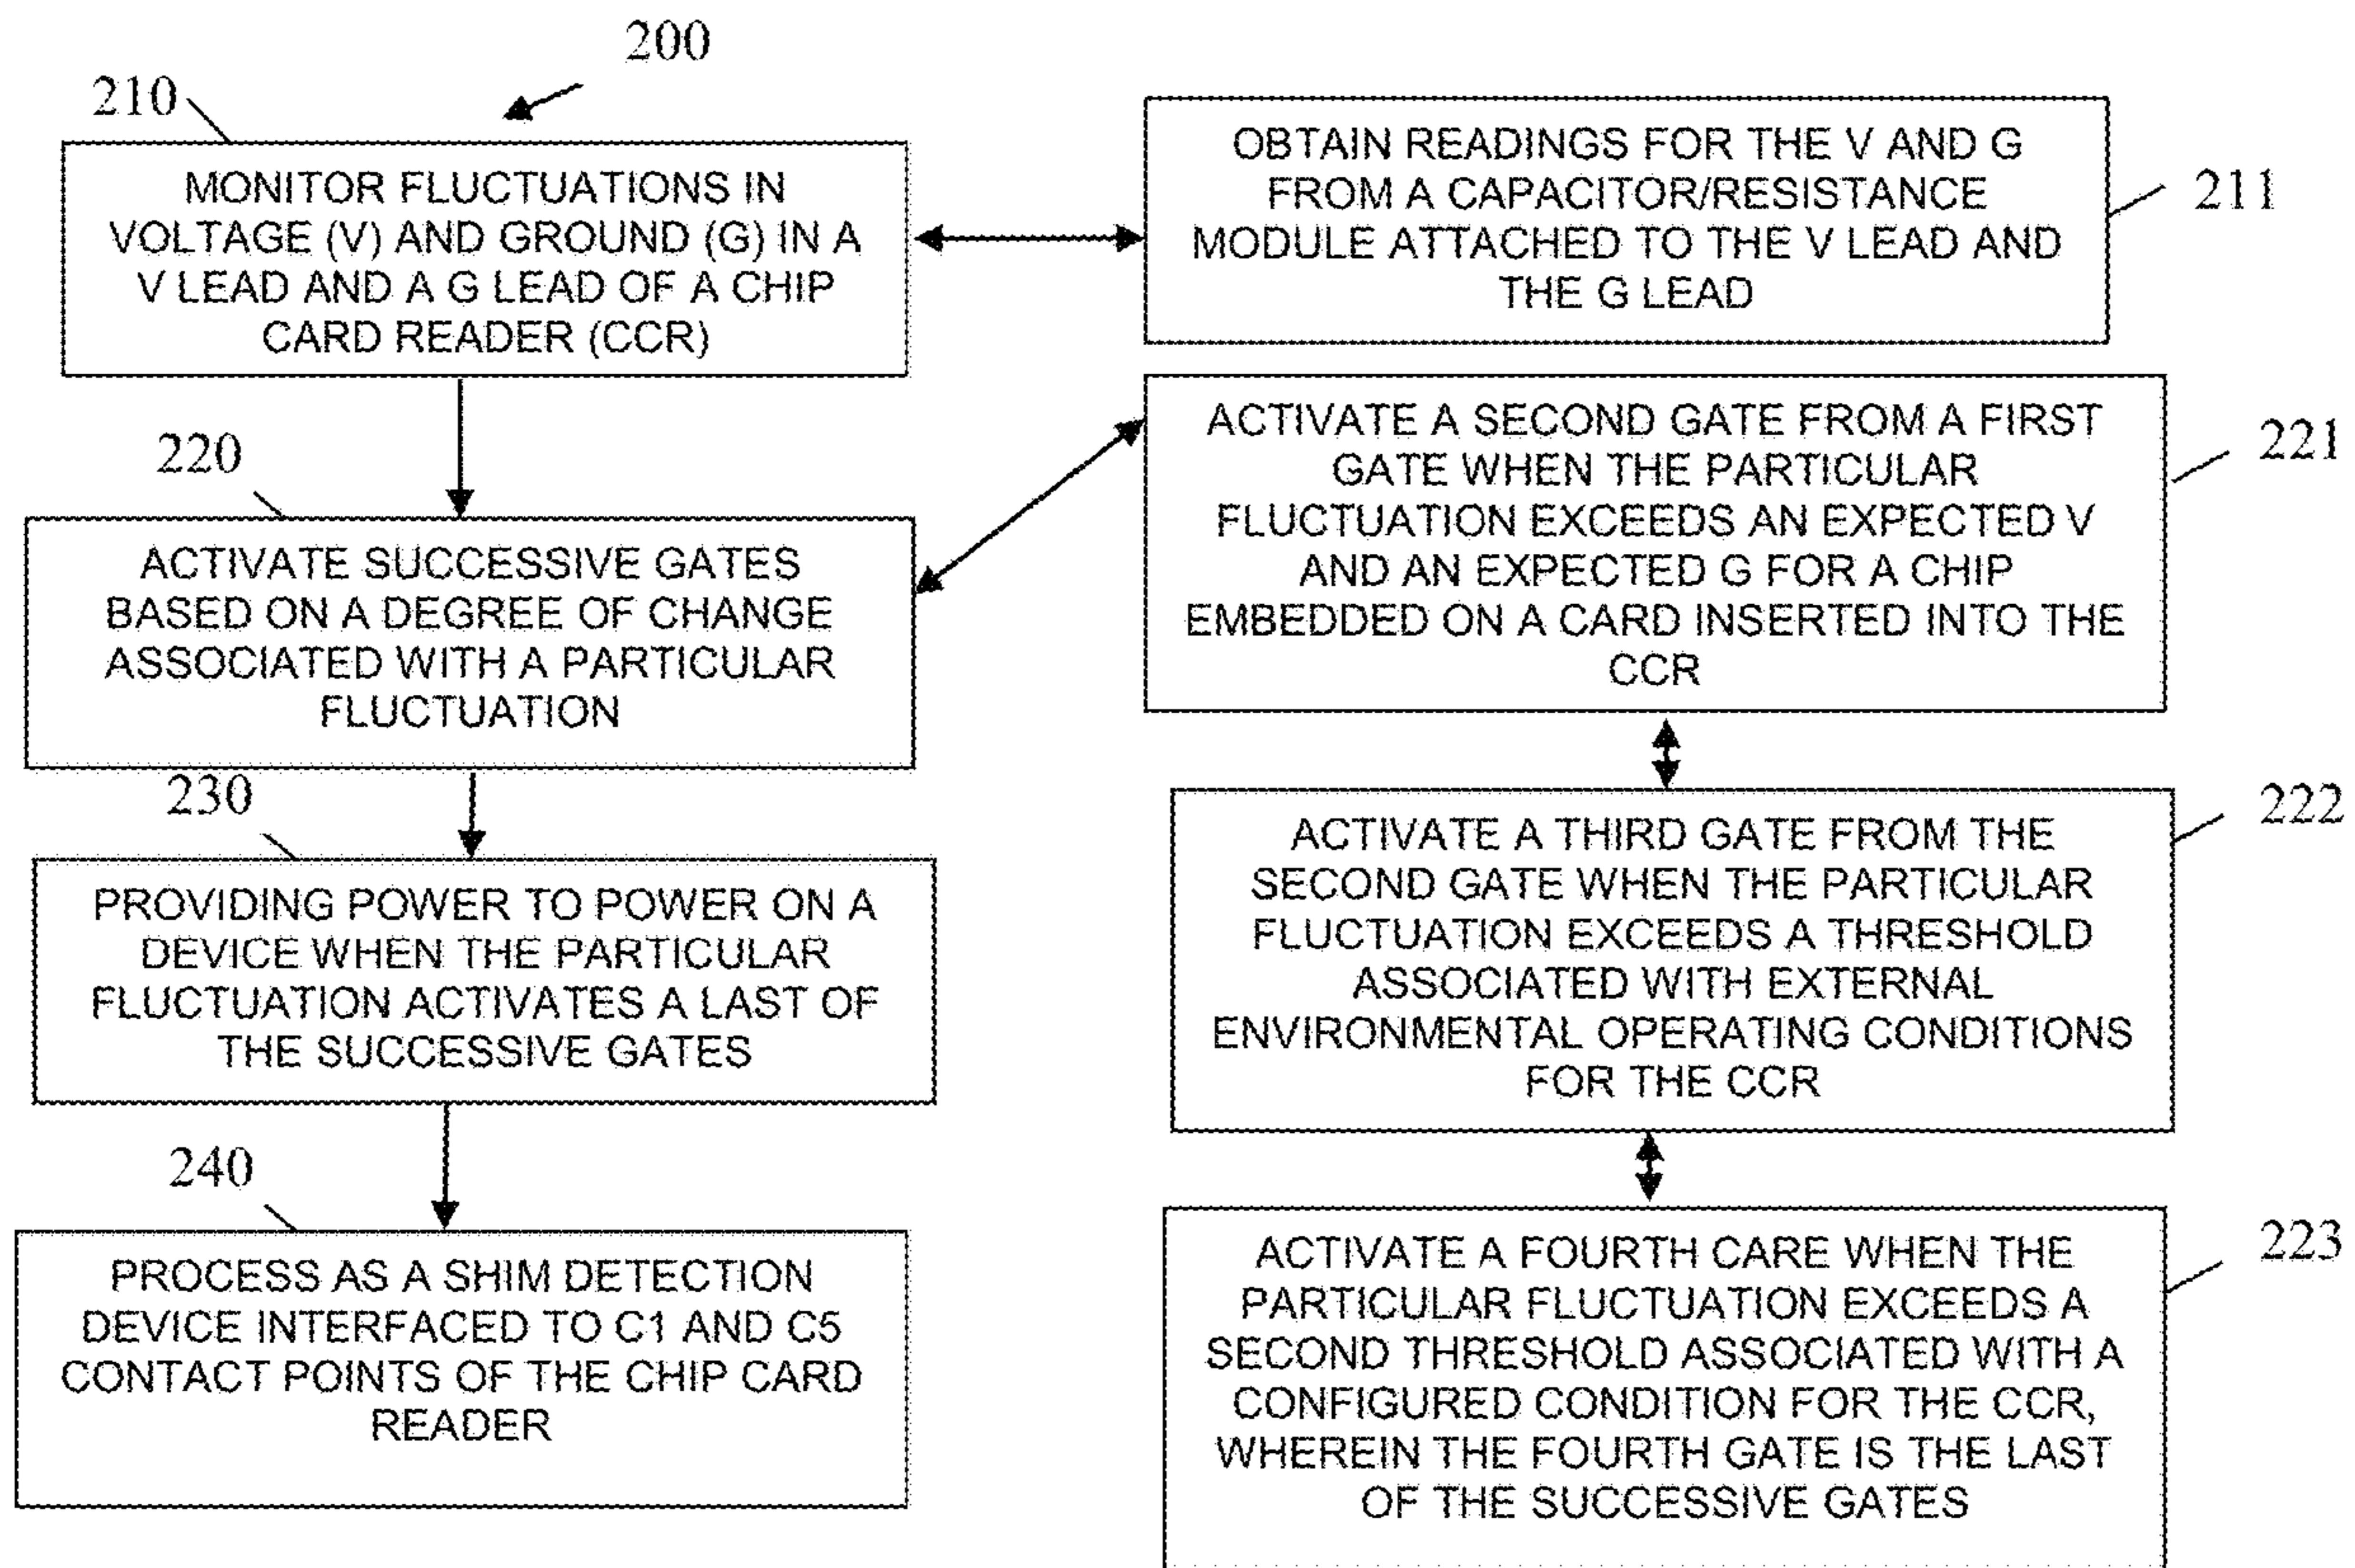 200
210
MONITOR FLUCTUATIONS IN
VOLTAGE (V) AND GROUND (G) IN A
V LEAD AND A G LEAD OF A CHIP
CARD READER (CCR)
OBTAIN READINGS FOR THE V AND G
FROM A CAPACITOR/RESISTANCE
MODULE ATTACHED TO THE V LEAD AND
THE G LEAD
211
220
ACTIVATE SUCCESSIVE GATES
BASED ON A DEGREE OF CHANGE
ASSOCIATED WITH A PARTICULAR
FLUCTUATION
ACTIVATE A SECOND GATE FROM A FIRST
GATE WHEN THE PARTICULAR
FLUCTUATION EXCEEDS AN EXPECTED V
AND AN EXPECTED G FOR A CHIP
EMBEDDED ON A CARD INSERTED INTO THE
CCR
221
230
PROVIDING POWER TO POWER ON A
DEVICE WHEN THE PARTICULAR
FLUCTUATION ACTIVATES A LAST OF
THE SUCCESSIVE GATES
ACTIVATE A THIRD GATE FROM THE
SECOND GATE WHEN THE PARTICULAR
FLUCTUATION EXCEEDS A THRESHOLD
ASSOCIATED WITH EXTERNAL
ENVIRONMENTAL OPERATING CONDITIONS
FOR THE CCR
222
240
PROCESS AS A SHIM DETECTION
DEVICE INTERFACED TO C1 AND C5
CONTACT POINTS OF THE CHIP CARD
READER
ACTIVATE A FOURTH CARE WHEN THE
PARTICULAR FLUCTUATION EXCEEDS A
SECOND THRESHOLD ASSOCIATED WITH A
CONFIGURED CONDITION FOR THE CCR,
WHEREIN THE FOURTH GATE IS THE LAST
OF THE SUCCESSIVE GATES
223